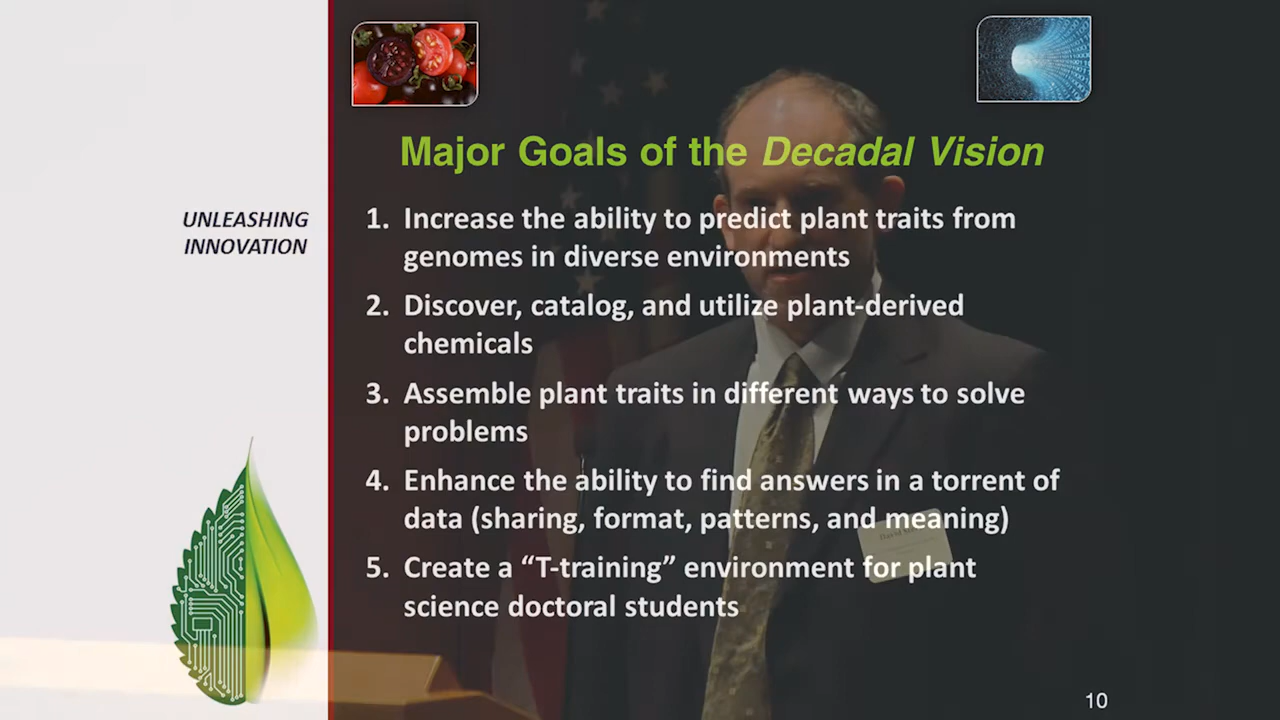 Major Goals of the Decadal Vision
UNLEASHING
INNOVATION
1. Increase the ability to predict plant traits from
genomes in diverse environments
2. Discover, catalog, and utilize plant-derived
chemicals
3. Assemble plant traits in different ways to solve
problems
4. Enhance the ability to find answers in a torrent of
data (sharing, format, patterns, and meaning)
5. Create a “T-training” environment for plant
science doctoral students
David
10